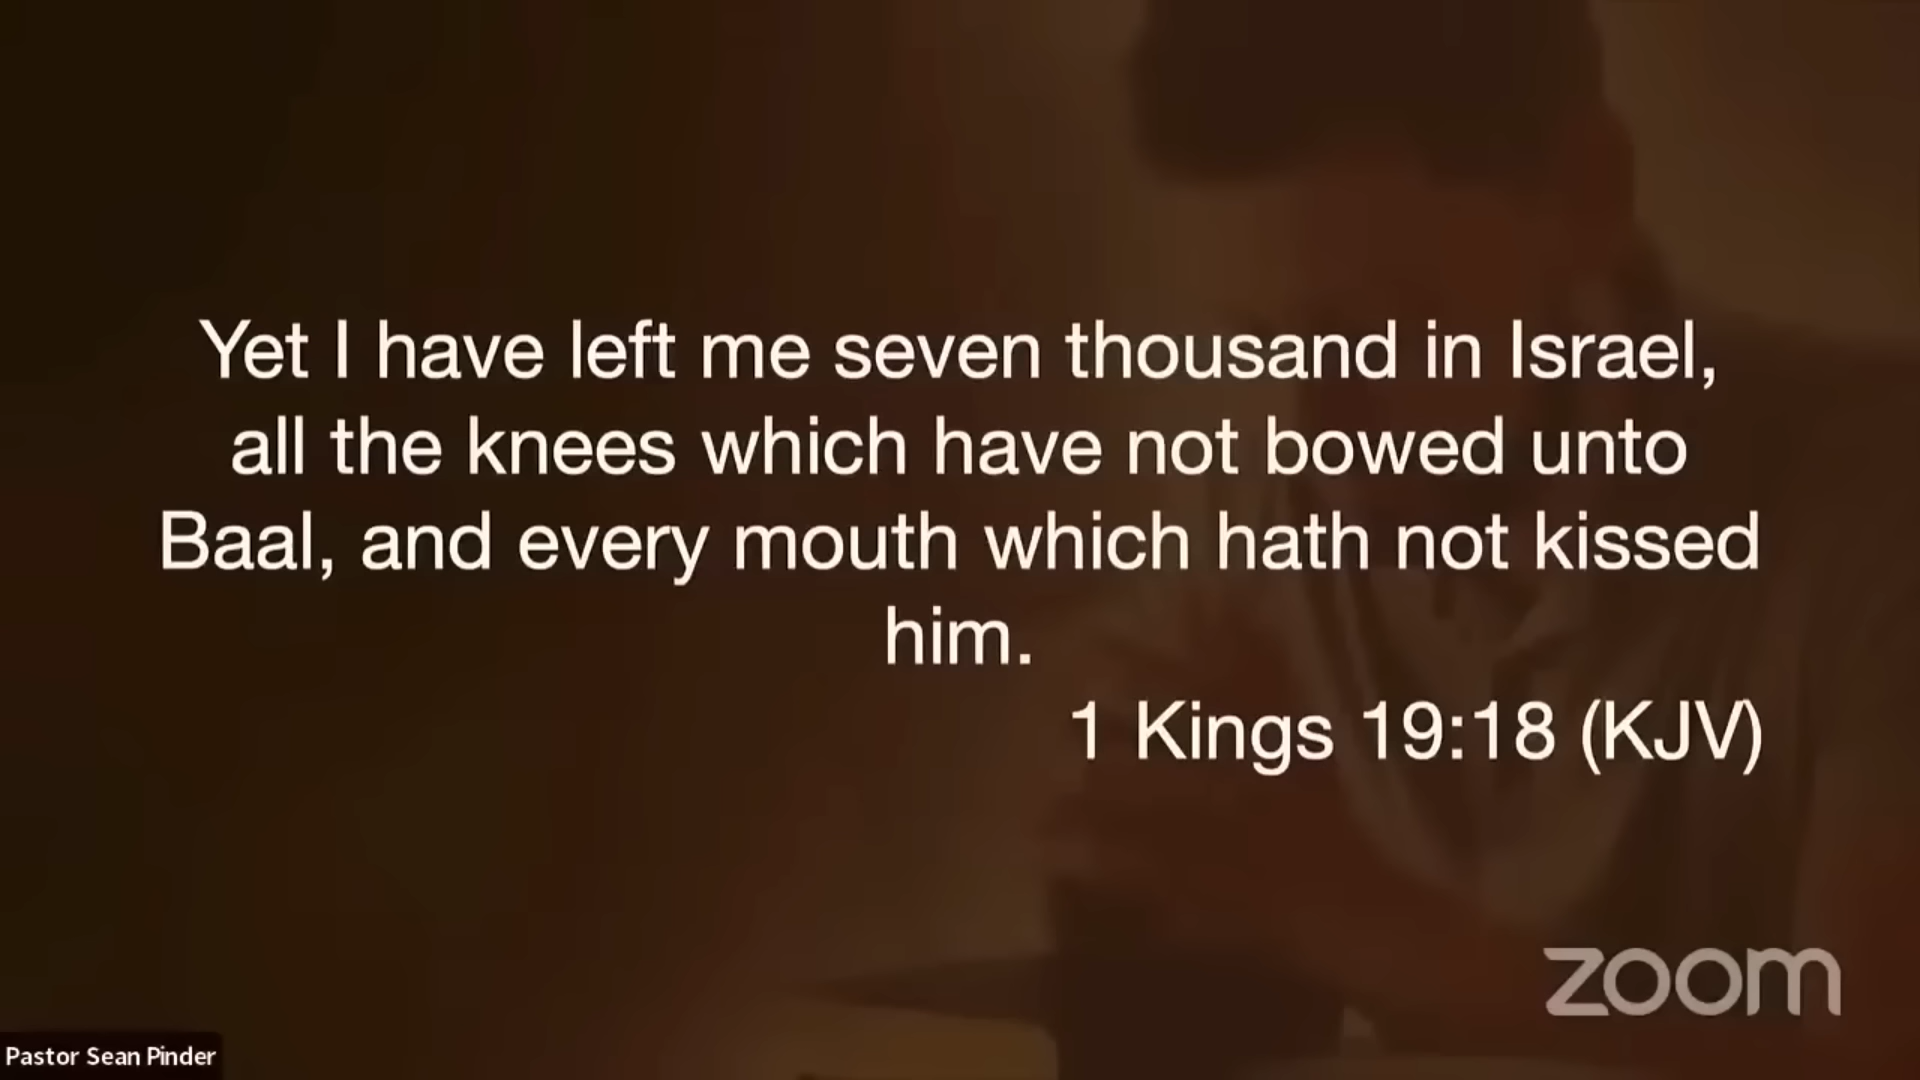 Yet I have left me seven thousand in Israel,
all the knees which have not bowed unto
Baal, and every mouth which hath not kissed
him.
1 Kings 19:18 (KJV)
zoom
Pastor Sean Pinder